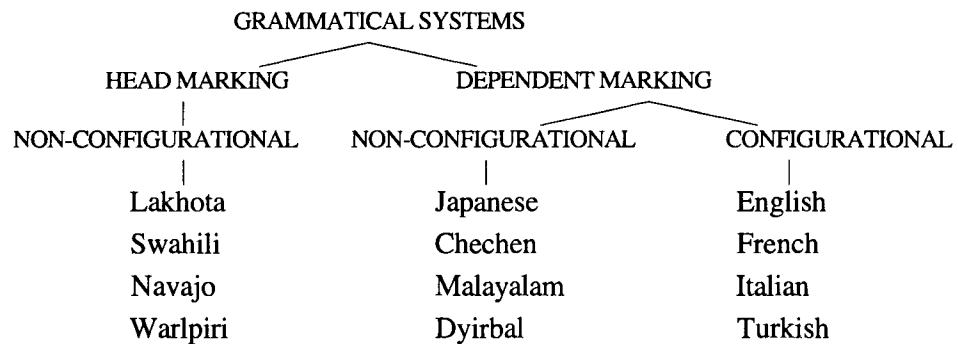 GRAMMATICAL SYSTEMS
HEAD MARKING DEPENDENT MARKING
NON-CONFIGURATIONAL NON-CONFIGURATIONAL CONFIGURATIONAL
Lakhota Japanese English
Swahili Chechen French
Navajo Malayalam Italian
Warlpiri Dyirbal Turkish